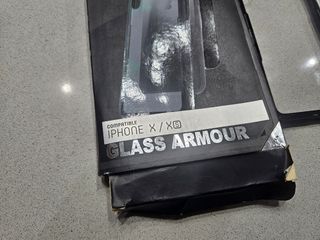 COMPATIBLE
IPHONE X / XS
GLASS ARMOUR